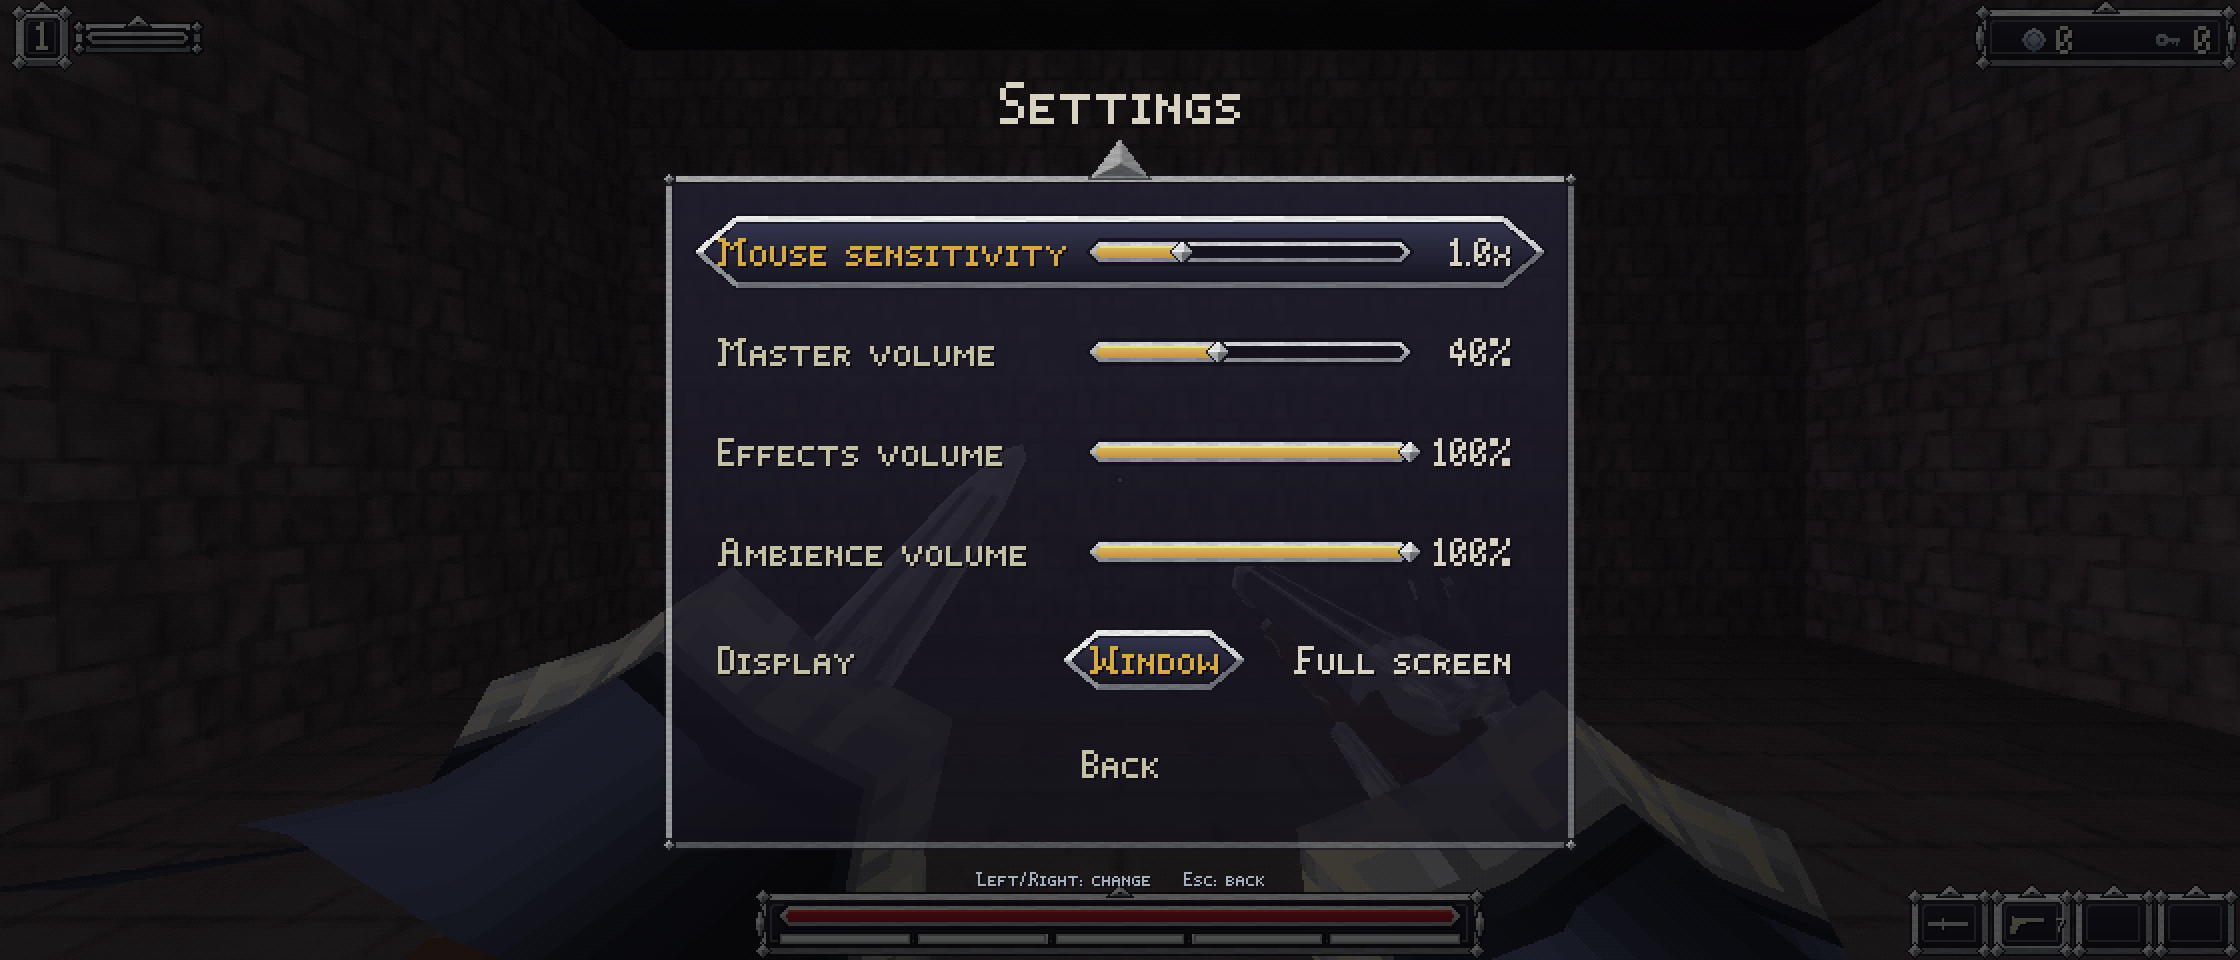 1
0 0
Settings
Mouse sensitivity 1.0x
Master volume 40%
Effects volume 100%
Ambience volume 100%
Display Window Full screen
Back
Left/Right: change Esc: back